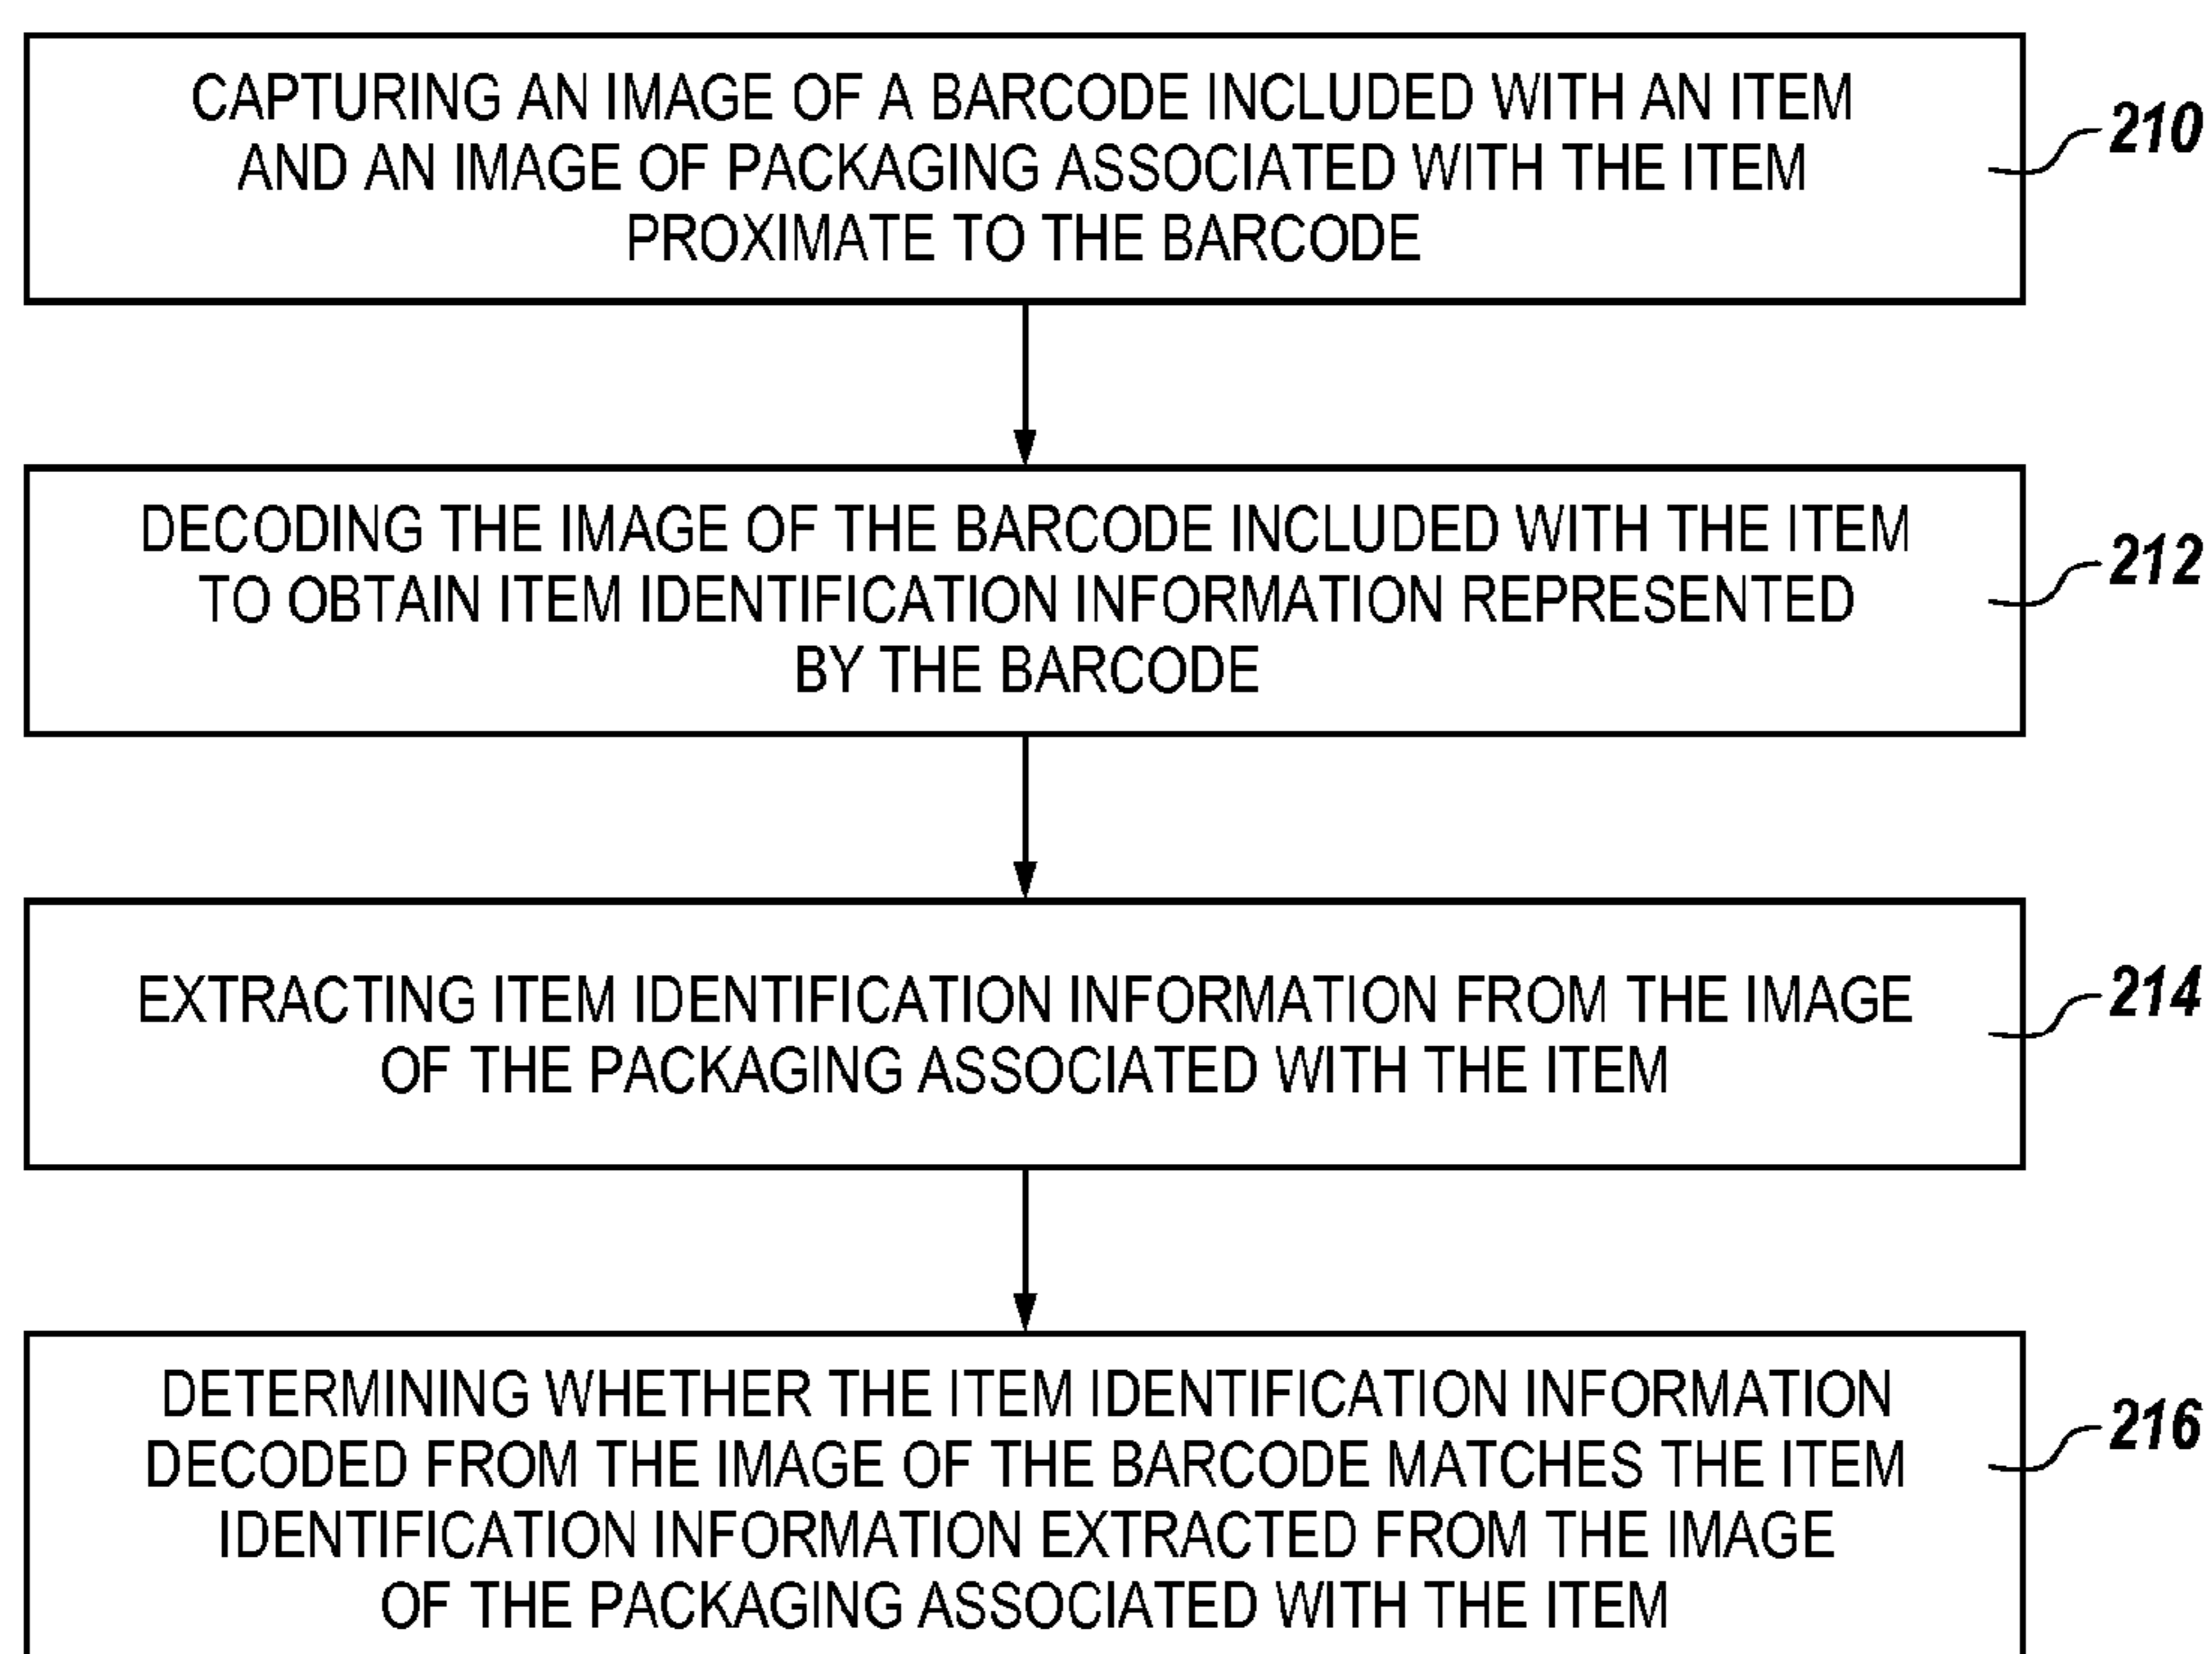 CAPTURING AN IMAGE OF A BARCODE INCLUDED WITH AN ITEM
AND AN IMAGE OF PACKAGING ASSOCIATED WITH THE ITEM
PROXIMATE TO THE BARCODE
210
DECODING THE IMAGE OF THE BARCODE INCLUDED WITH THE ITEM
TO OBTAIN ITEM IDENTIFICATION INFORMATION REPRESENTED
BY THE BARCODE
212
EXTRACTING ITEM IDENTIFICATION INFORMATION FROM THE IMAGE
OF THE PACKAGING ASSOCIATED WITH THE ITEM
214
DETERMINING WHETHER THE ITEM IDENTIFICATION INFORMATION
DECODED FROM THE IMAGE OF THE BARCODE MATCHES THE ITEM
IDENTIFICATION INFORMATION EXTRACTED FROM THE IMAGE
OF THE PACKAGING ASSOCIATED WITH THE ITEM
216